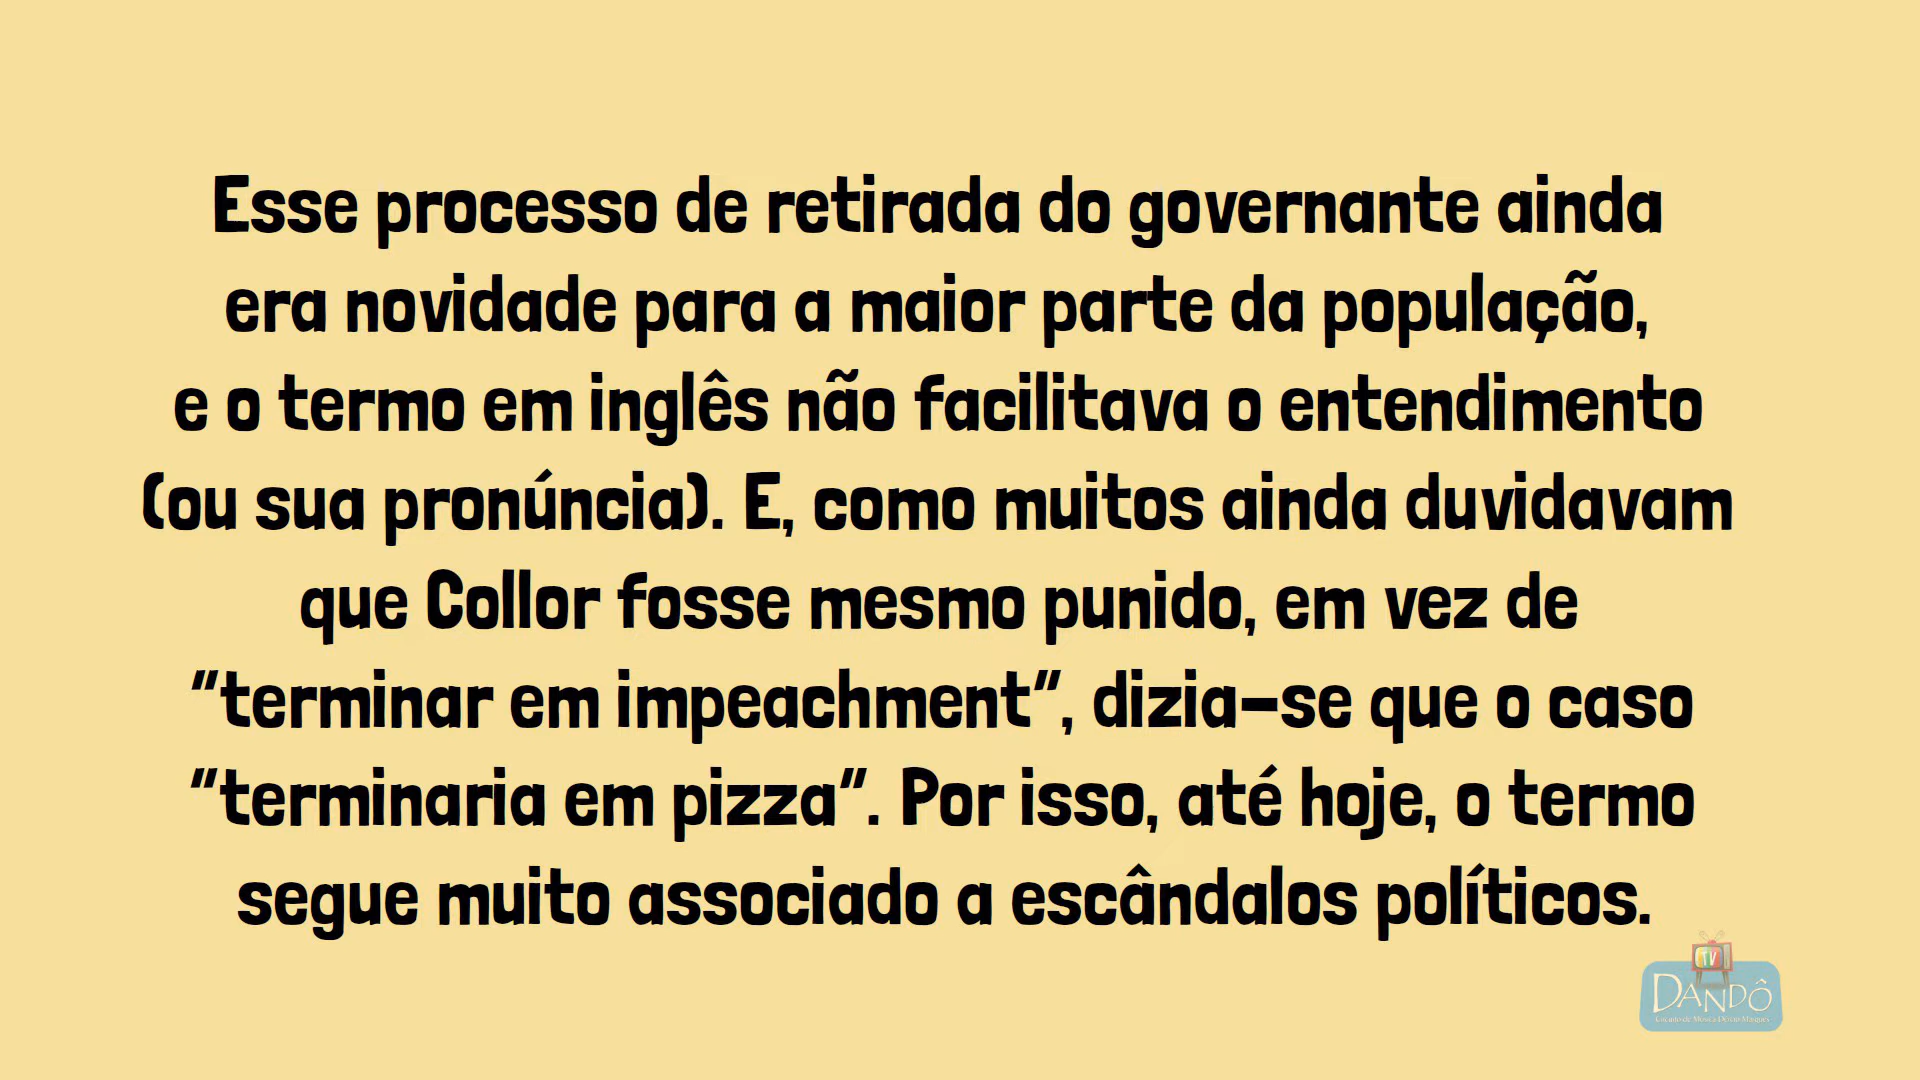 Esse processo de retirada do governante ainda
era novidade para a maior parte da população,
e o termo em inglês não facilitava o entendimento
(ou sua pronúncia). E, como muitos ainda duvidavam
que Collor fosse mesmo punido, em vez de
"terminar em impeachment", dizia-se que o caso
"terminaria em pizza". Por isso, até hoje, o termo
segue muito associado a escândalos políticos.
TV
DANDÔ